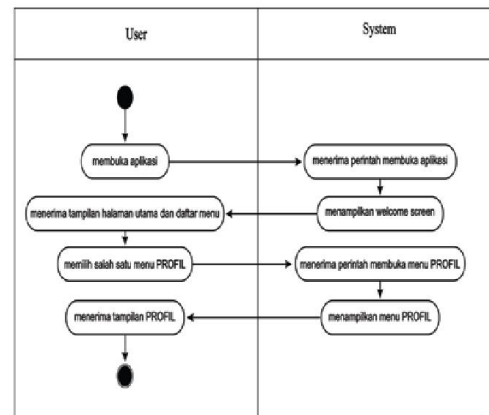 User
System
membuka aplikasi
menerima perintah membuka aplikasi
menampilkan welcome screen
menerima tampilan halaman utama dan daftar menu
memilih salah satu menu PROFIL
menerima perintah membuka menu PROFIL
menampilkan menu PROFIL
menerima tampilan PROFIL